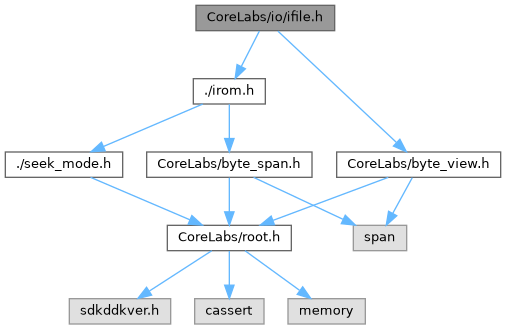 CoreLabs/io/ifile.h
./irom.h
./seek_mode.h
CoreLabs/byte_span.h
CoreLabs/byte_view.h
CoreLabs/root.h
span
sdkddkver.h
cassert
memory